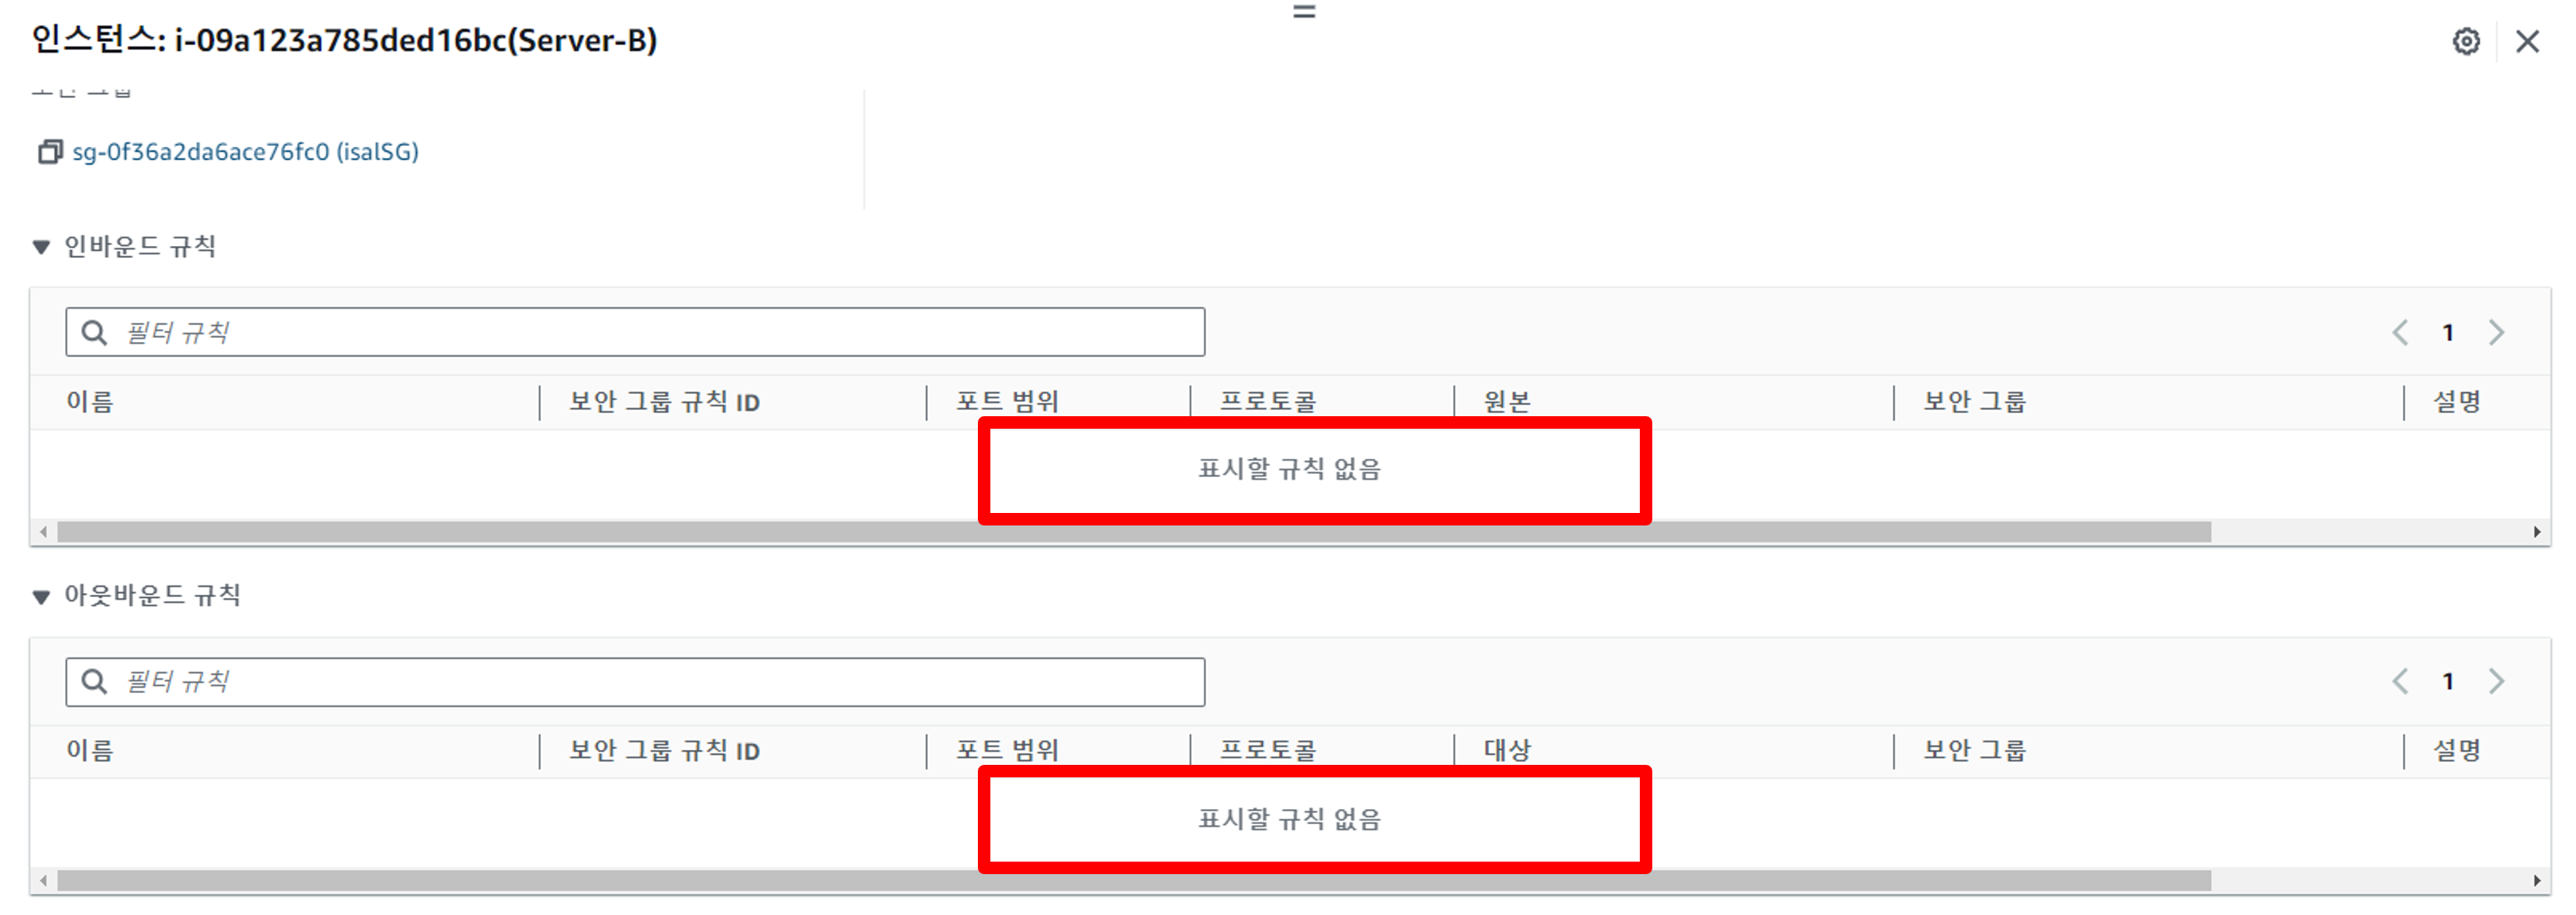 인스턴스: i-09a123a785ded16bc(Server-B)
보안 그룹
sg-0f36a2da6ace76fc0 (isalSG)
인바운드 규칙
필터 규칙
1
이름 보안 그룹 규칙 ID 포트 범위 프로토콜 원본 보안 그룹 설명
표시할 규칙 없음
아웃바운드 규칙
필터 규칙
1
이름 보안 그룹 규칙 ID 포트 범위 프로토콜 대상 보안 그룹 설명
표시할 규칙 없음